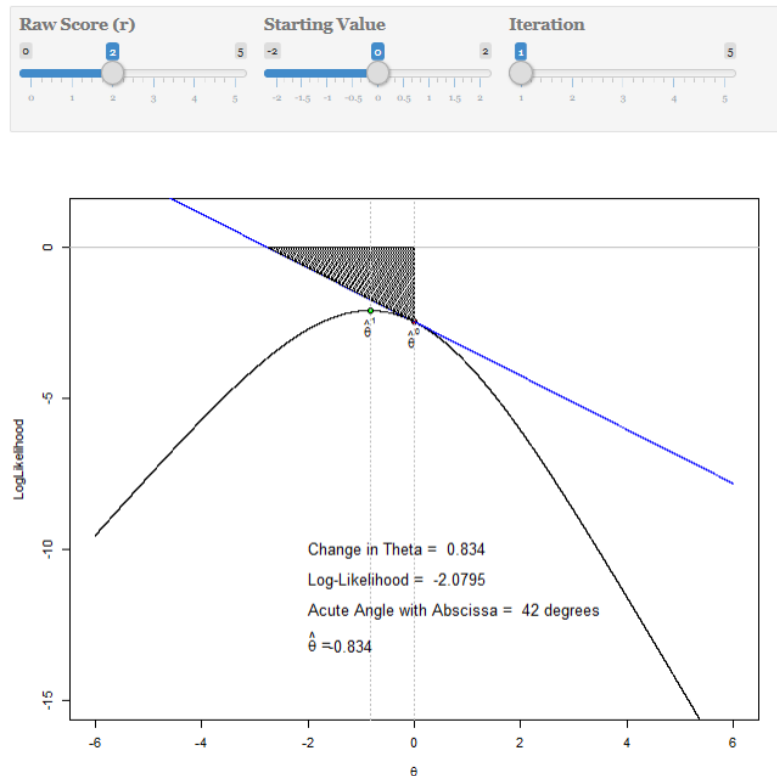 Raw Score (r) Starting Value Iteration
0 2 5 -2 0 2 1 5
0 1 2 3 4 5 -2 -1.5 -1 -0.5 0 0.5 1 1.5 2 1 2 3 4 5
0
-5
-10
-15
LogLikelihood
θ̂¹ θ̂⁰
Change in Theta = 0.834
Log-Likelihood = -2.0795
Acute Angle with Abscissa = 42 degrees
θ̂ =-0.834
-6 -4 -2 0 2 4 6
θ